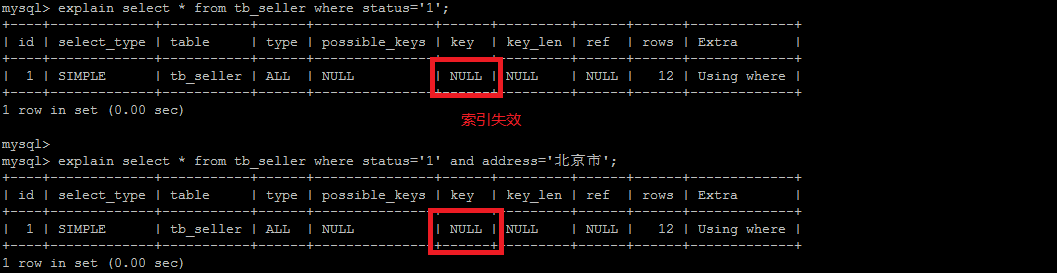 mysql> explain select * from tb_seller where status='1';
+----+-------------+-----------+------+---------------+------+---------+------+------+-------------+
| id | select_type | table     | type | possible_keys | key  | key_len | ref  | rows | Extra       |
+----+-------------+-----------+------+---------------+------+---------+------+------+-------------+
|  1 | SIMPLE      | tb_seller | ALL  | NULL          | NULL | NULL    | NULL |   12 | Using where |
+----+-------------+-----------+------+---------------+------+---------+------+------+-------------+
1 row in set (0.00 sec)
索引失效
mysql>
mysql> explain select * from tb_seller where status='1' and address='北京市';
+----+-------------+-----------+------+---------------+------+---------+------+------+-------------+
| id | select_type | table     | type | possible_keys | key  | key_len | ref  | rows | Extra       |
+----+-------------+-----------+------+---------------+------+---------+------+------+-------------+
|  1 | SIMPLE      | tb_seller | ALL  | NULL          | NULL | NULL    | NULL |   12 | Using where |
+----+-------------+-----------+------+---------------+------+---------+------+------+-------------+
1 row in set (0.00 sec)